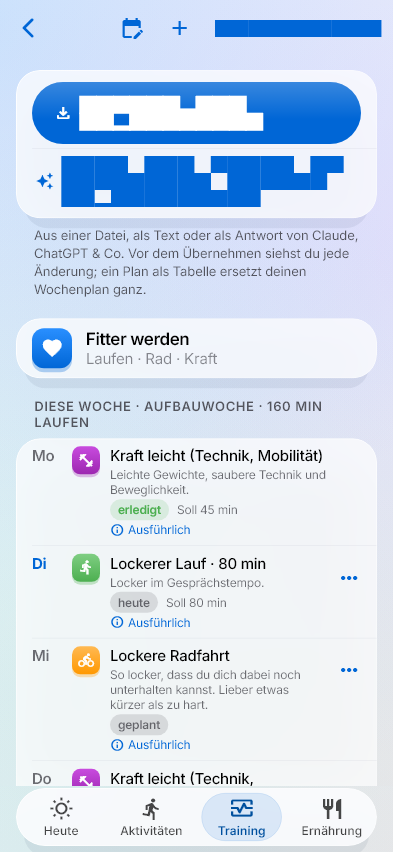 Aus einer Datei, als Text oder als Antwort von Claude,
ChatGPT & Co. Vor dem Übernehmen siehst du jede
Änderung; ein Plan als Tabelle ersetzt deinen
Wochenplan ganz.
Fitter werden
Laufen · Rad · Kraft
DIESE WOCHE · AUFBAUWOCHE · 160 MIN
LAUFEN
Mo
Kraft leicht (Technik, Mobilität)
Leichte Gewichte, saubere Technik und
Beweglichkeit.
erledigt Soll 45 min
Ausführlich
Di
Lockerer Lauf · 80 min
Locker im Gesprächstempo.
heute Soll 80 min
Ausführlich
Mi
Lockere Radfahrt
So locker, dass du dich dabei noch
unterhalten kannst. Lieber etwas
kürzer als zu hart.
geplant
Ausführlich
Do
Kraft leicht (Technik,
Heute Aktivitäten Training Ernährung